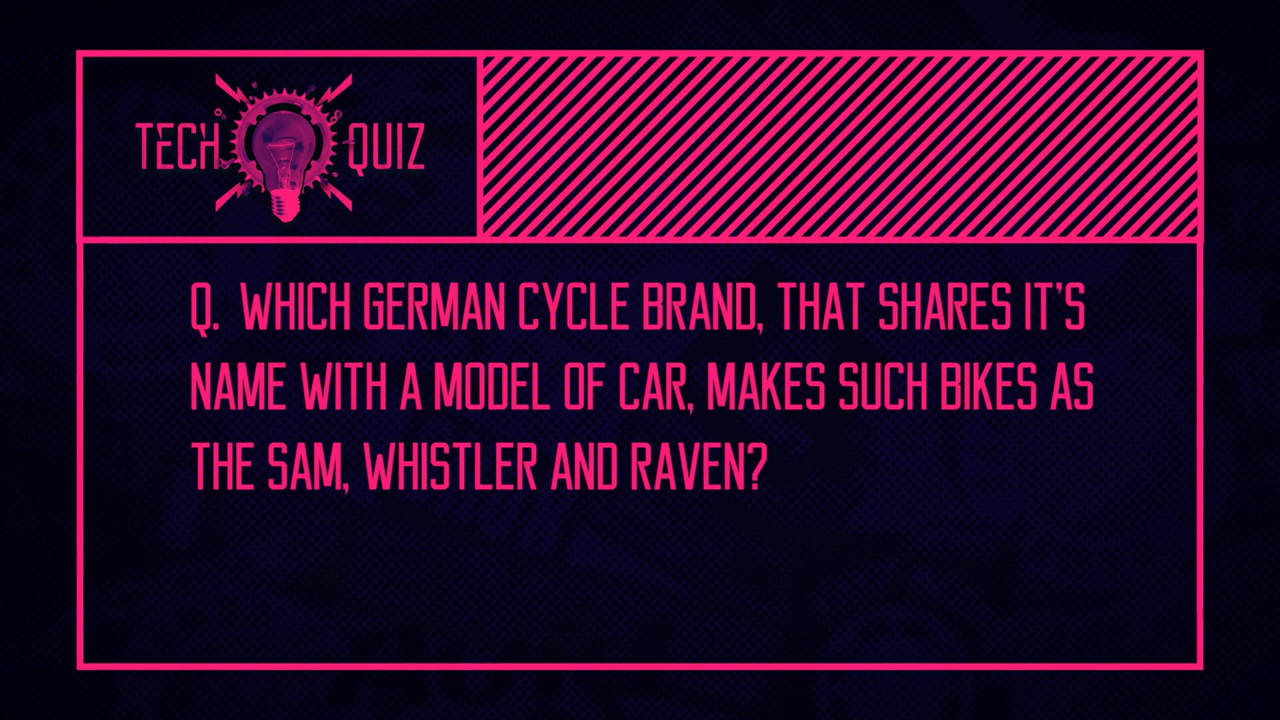 TECH QUIZ
Q. WHICH GERMAN CYCLE BRAND, THAT SHARES IT'S
NAME WITH A MODEL OF CAR, MAKES SUCH BIKES AS
THE SAM, WHISTLER AND RAVEN?